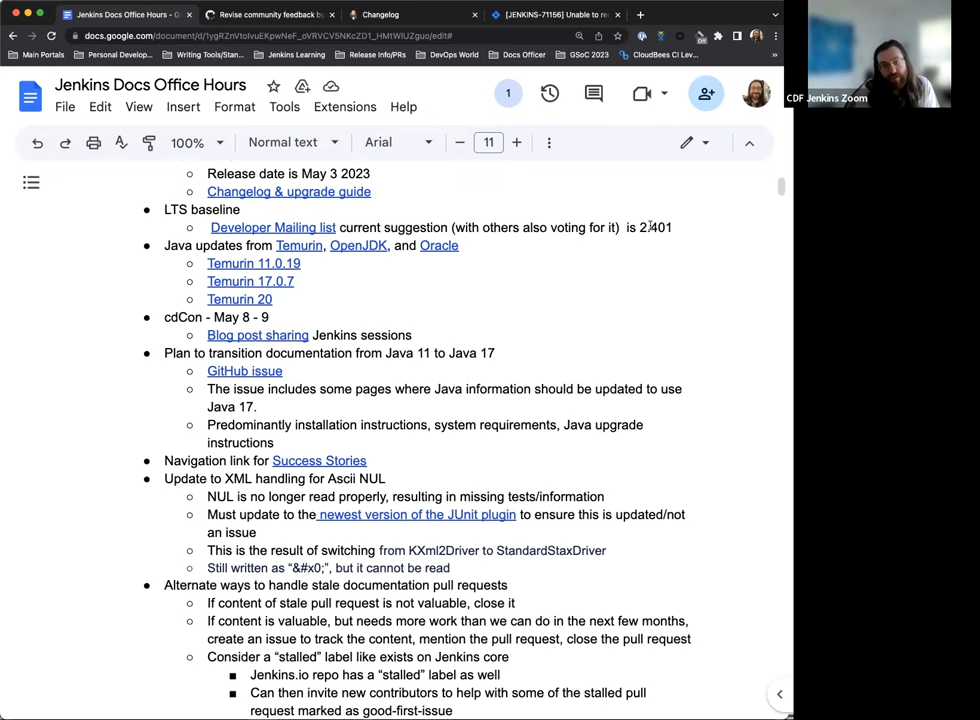 Jenkins Docs Office Hours - G
Revise community feedback by
Changelog
[JENKINS-71156] Unable to re
docs.google.com/document/d/1ygRZnVtolvuEKpwNeF_oVRVCV5NKcZD1_HMtWlUZguo/edit#
Main Portals
Personal Develop...
Writing Tools/Stan...
Jenkins Learning
Release Info/PRs
DevOps World
Docs Officer
GSoC 2023
CloudBees CI Lev...
CDF Jenkins Zoom
Jenkins Docs Office Hours
File Edit View Insert Format Tools Extensions Help
1
100% Normal text Arial 11
Release date is May 3 2023
Changelog & upgrade guide
LTS baseline
Developer Mailing list current suggestion (with others also voting for it) is 2.401
Java updates from Temurin, OpenJDK, and Oracle
Temurin 11.0.19
Temurin 17.0.7
Temurin 20
cdCon - May 8 - 9
Blog post sharing Jenkins sessions
Plan to transition documentation from Java 11 to Java 17
GitHub issue
The issue includes some pages where Java information should be updated to use
Java 17.
Predominantly installation instructions, system requirements, Java upgrade
instructions
Navigation link for Success Stories
Update to XML handling for Ascii NUL
NUL is no longer read properly, resulting in missing tests/information
Must update to the newest version of the JUnit plugin to ensure this is updated/not
an issue
This is the result of switching from KXml2Driver to StandardStaxDriver
Still written as “&#x0;”, but it cannot be read
Alternate ways to handle stale documentation pull requests
If content of stale pull request is not valuable, close it
If content is valuable, but needs more work than we can do in the next few months,
create an issue to track the content, mention the pull request, close the pull request
Consider a “stalled” label like exists on Jenkins core
Jenkins.io repo has a “stalled” label as well
Can then invite new contributors to help with some of the stalled pull
request marked as good-first-issue